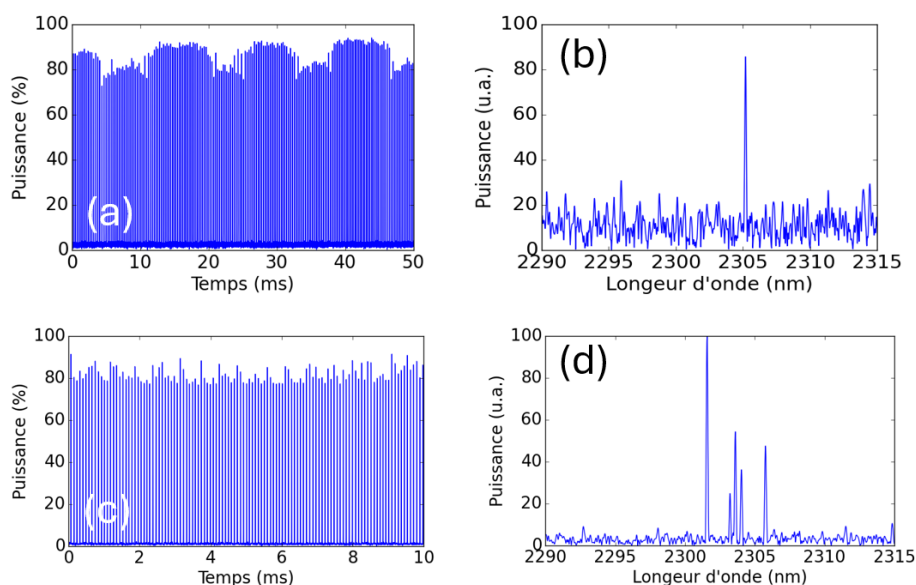 100
80
60
40
20
0
Puissance (%)
(a)
0 10 20 30 40 50
Temps (ms)
100
80
60
40
20
0
Puissance (u.a.)
(b)
2290 2295 2300 2305 2310 2315
Longeur d'onde (nm)
100
80
60
40
20
0
Puissance (%)
(c)
0 2 4 6 8 10
Temps (ms)
100
80
60
40
20
0
Puissance (u.a.)
(d)
2290 2295 2300 2305 2310 2315
Longeur d'onde (nm)